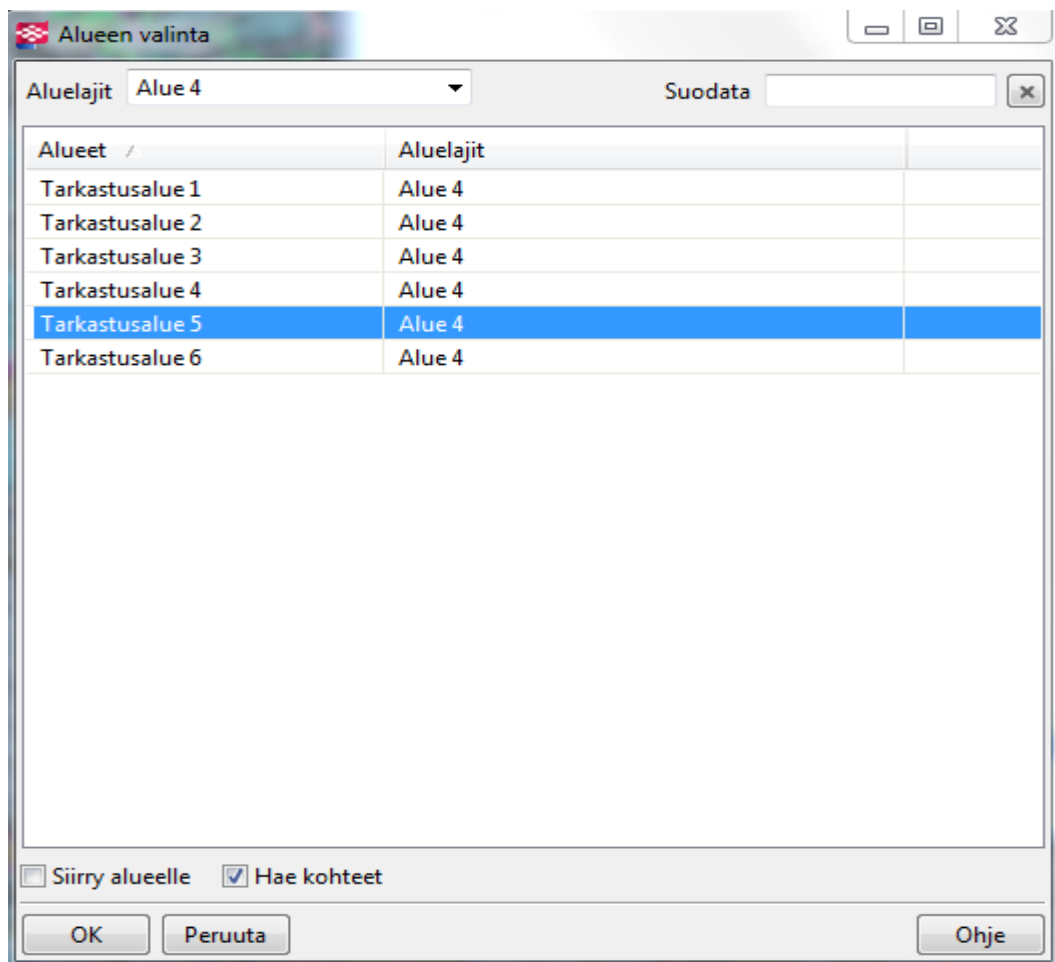 Alueen valinta
Aluelajit Alue 4 Suodata
Alueet Aluelajit
Tarkastusalue 1 Alue 4
Tarkastusalue 2 Alue 4
Tarkastusalue 3 Alue 4
Tarkastusalue 4 Alue 4
Tarkastusalue 5 Alue 4
Tarkastusalue 6 Alue 4
Siirry alueelle Hae kohteet
OK Peruuta Ohje